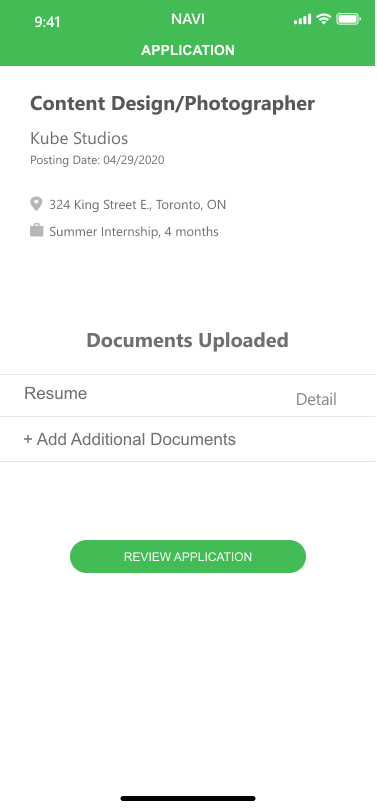 9:41
NAVI
APPLICATION
Content Design/Photographer
Kube Studios
Posting Date: 04/29/2020
324 King Street E., Toronto, ON
Summer Internship, 4 months
Documents Uploaded
Resume
Detail
+ Add Additional Documents
REVIEW APPLICATION